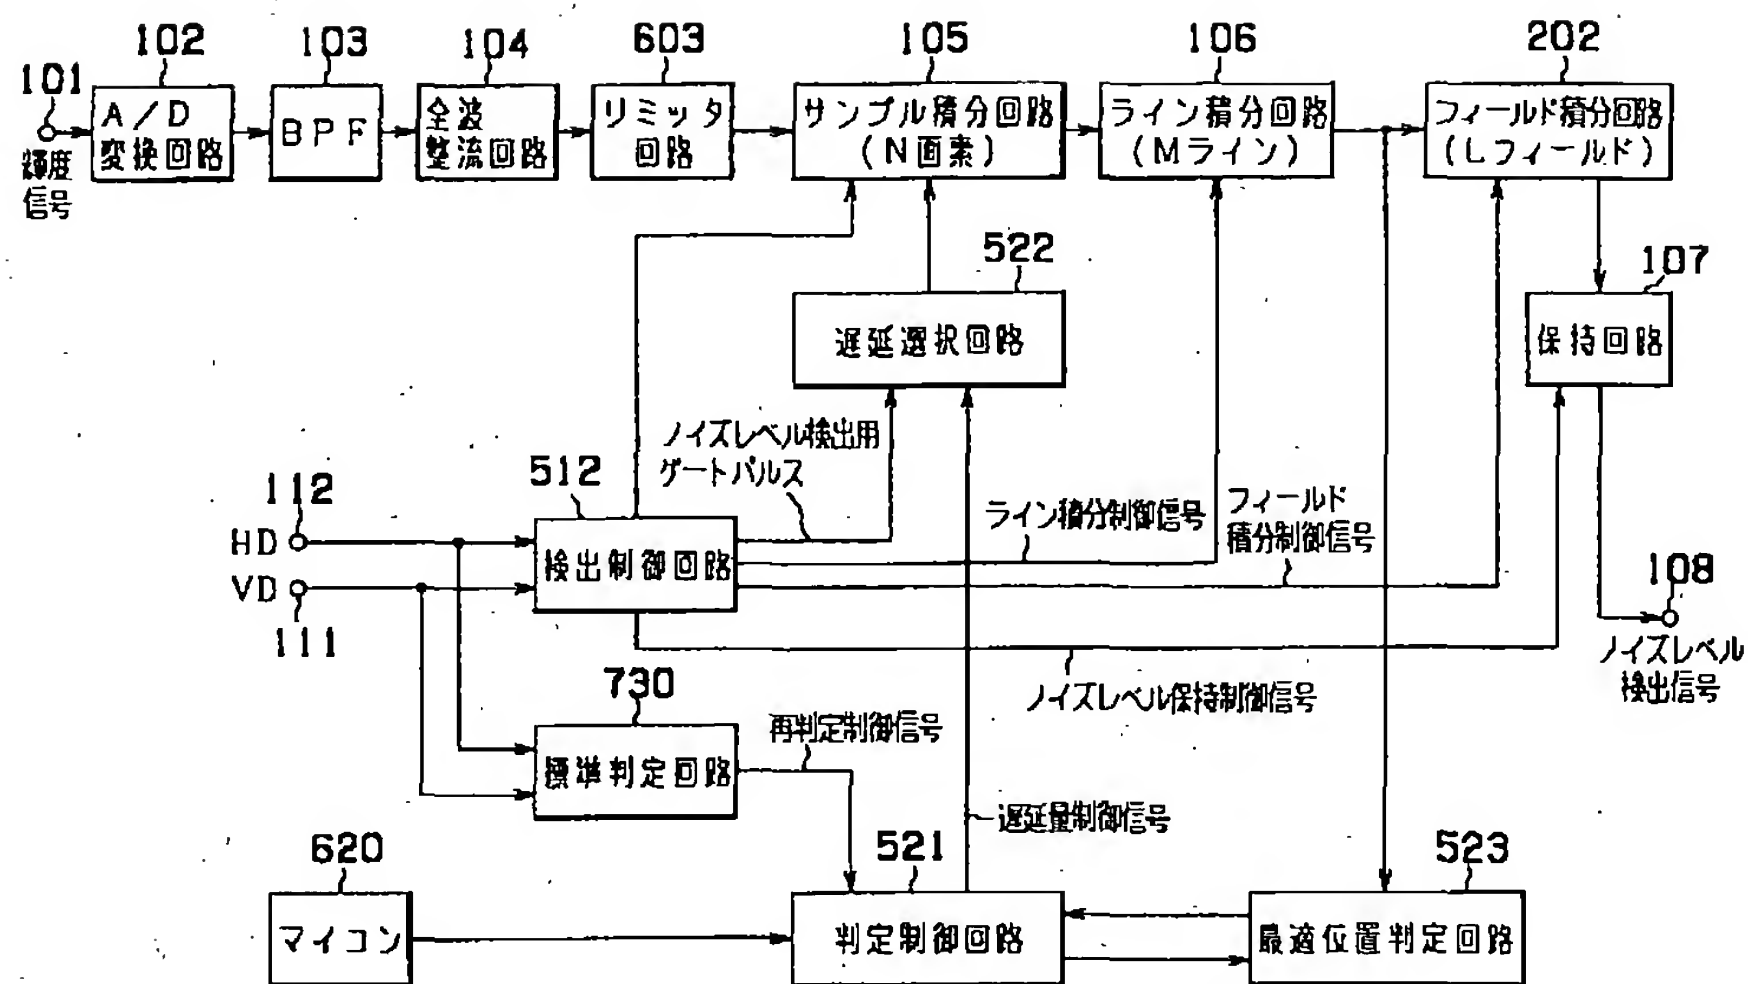 101
輝度
信号
102
A/D
変換回路
103
BPF
104
全波
整流回路
603
リミッタ
回路
105
サンプル積分回路
(N画素)
106
ライン積分回路
(Mライン)
202
フィールド積分回路
(Lフィールド)
522
遅延選択回路
107
保持回路
ノイズレベル検出用
ゲートパルス
512
検出制御回路
112
HD
VD
111
ライン積分制御信号
フィールド
積分制御信号
108
ノイズレベル
検出信号
ノイズレベル保持制御信号
730
標準判定回路
再判定制御信号
遅延量制御信号
620
マイコン
521
判定制御回路
523
最適位置判定回路